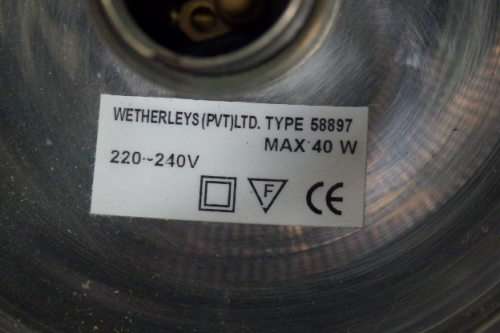 WETHERLEYS(PVT)LTD. TYPE 58897
MAX 40 W
220~240V
F
CE